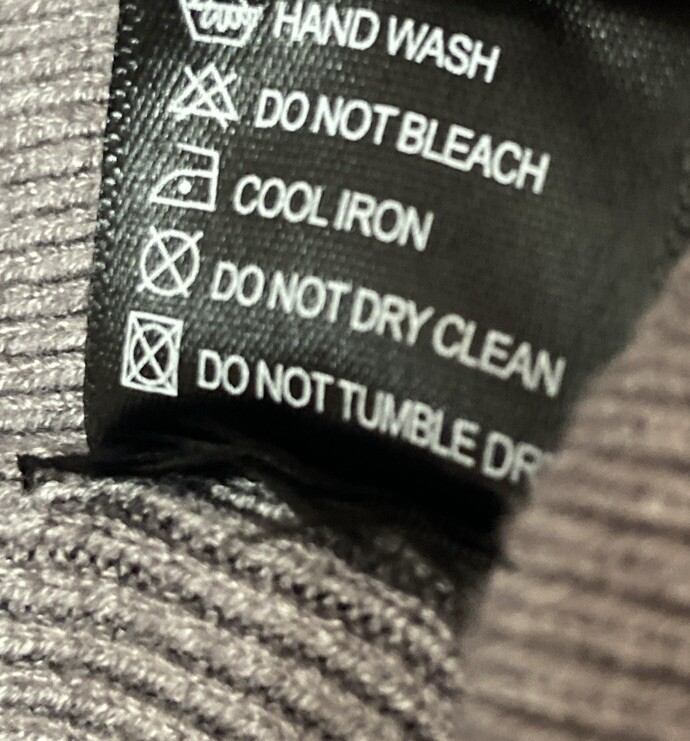 HAND WASH
DO NOT BLEACH
COOL IRON
DO NOT DRY CLEAN
DO NOT TUMBLE